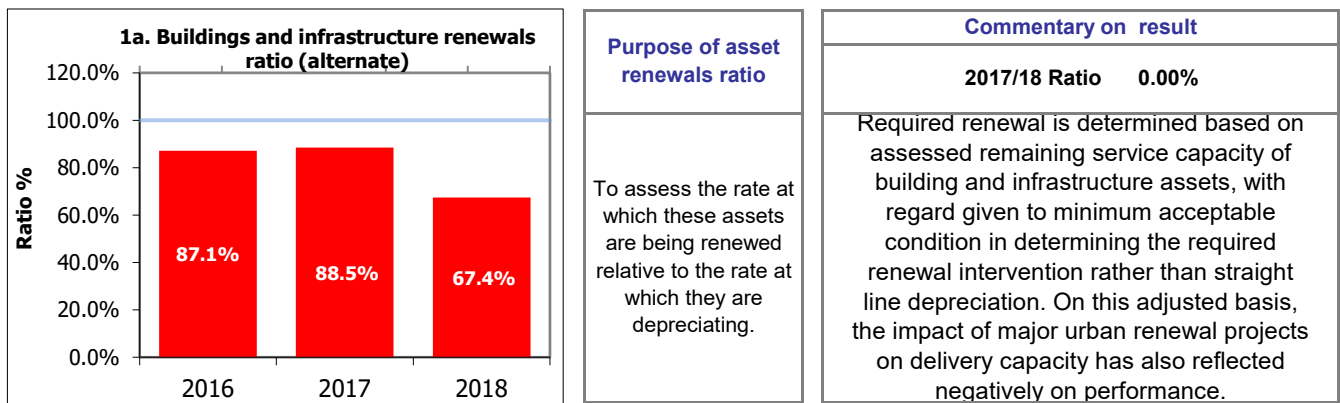 1a. Buildings and infrastructure renewals
ratio (alternate)
120.0%
100.0%
80.0%
60.0%
40.0%
20.0%
0.0%
Ratio %
87.1%
88.5%
67.4%
2016
2017
2018
Purpose of asset
renewals ratio
To assess the rate at
which these assets
are being renewed
relative to the rate at
which they are
depreciating.
Commentary on result
2017/18 Ratio 0.00%
Required renewal is determined based on
assessed remaining service capacity of
building and infrastructure assets, with
regard given to minimum acceptable
condition in determining the required
renewal intervention rather than straight
line depreciation. On this adjusted basis,
the impact of major urban renewal projects
on delivery capacity has also reflected
negatively on performance.